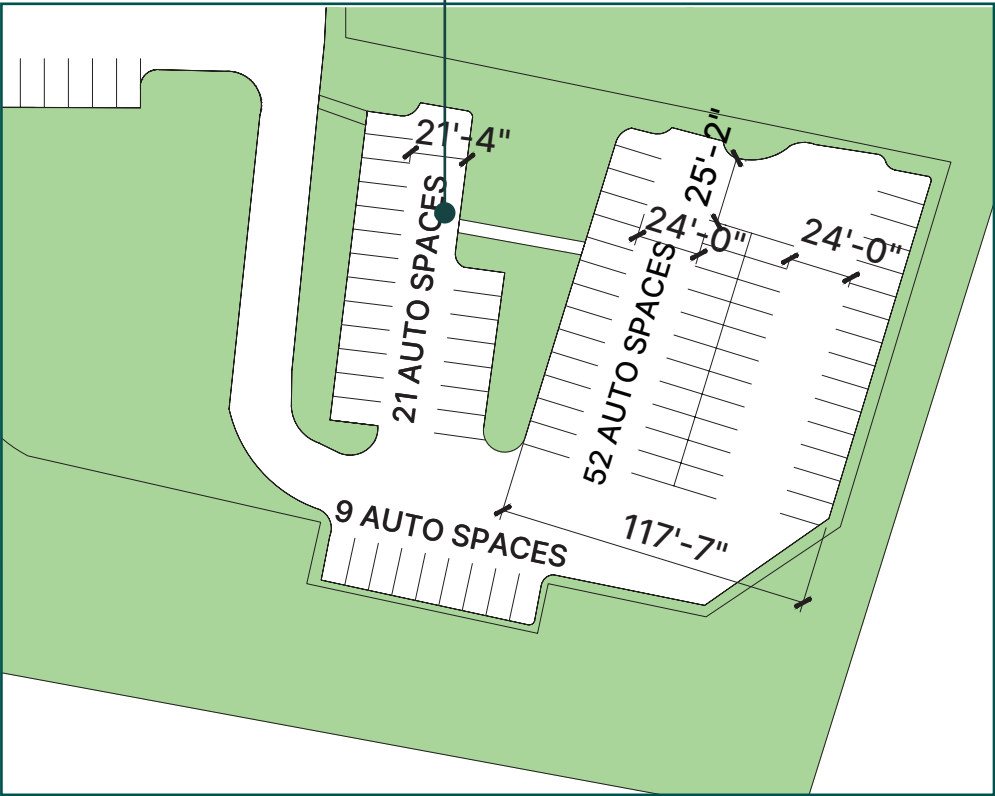 21'-4"
25'-2"
24'-0"
24'-0"
21 AUTO SPACES
52 AUTO SPACES
9 AUTO SPACES
117'-7"